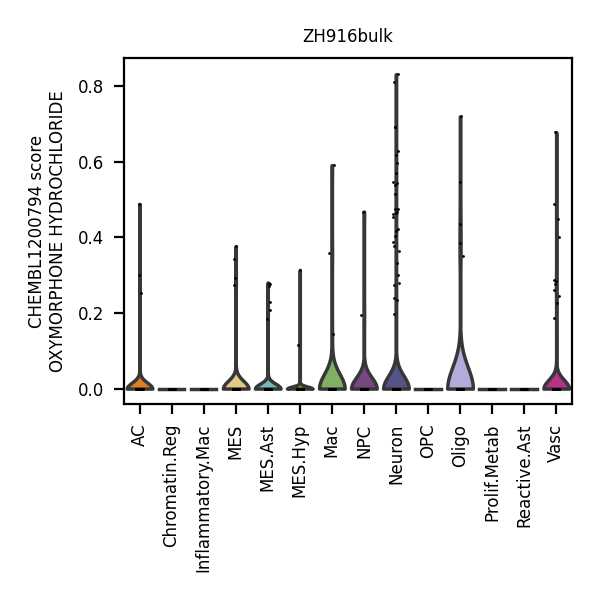 ZH916bulk
CHEMBL1200794 score
OXYMORPHONE HYDROCHLORIDE
0.8
0.6
0.4
0.2
0.0
AC
Chromatin.Reg
Inflammatory.Mac
MES
MES.Ast
MES.Hyp
Mac
NPC
Neuron
OPC
Oligo
Prolif.Metab
Reactive.Ast
Vasc